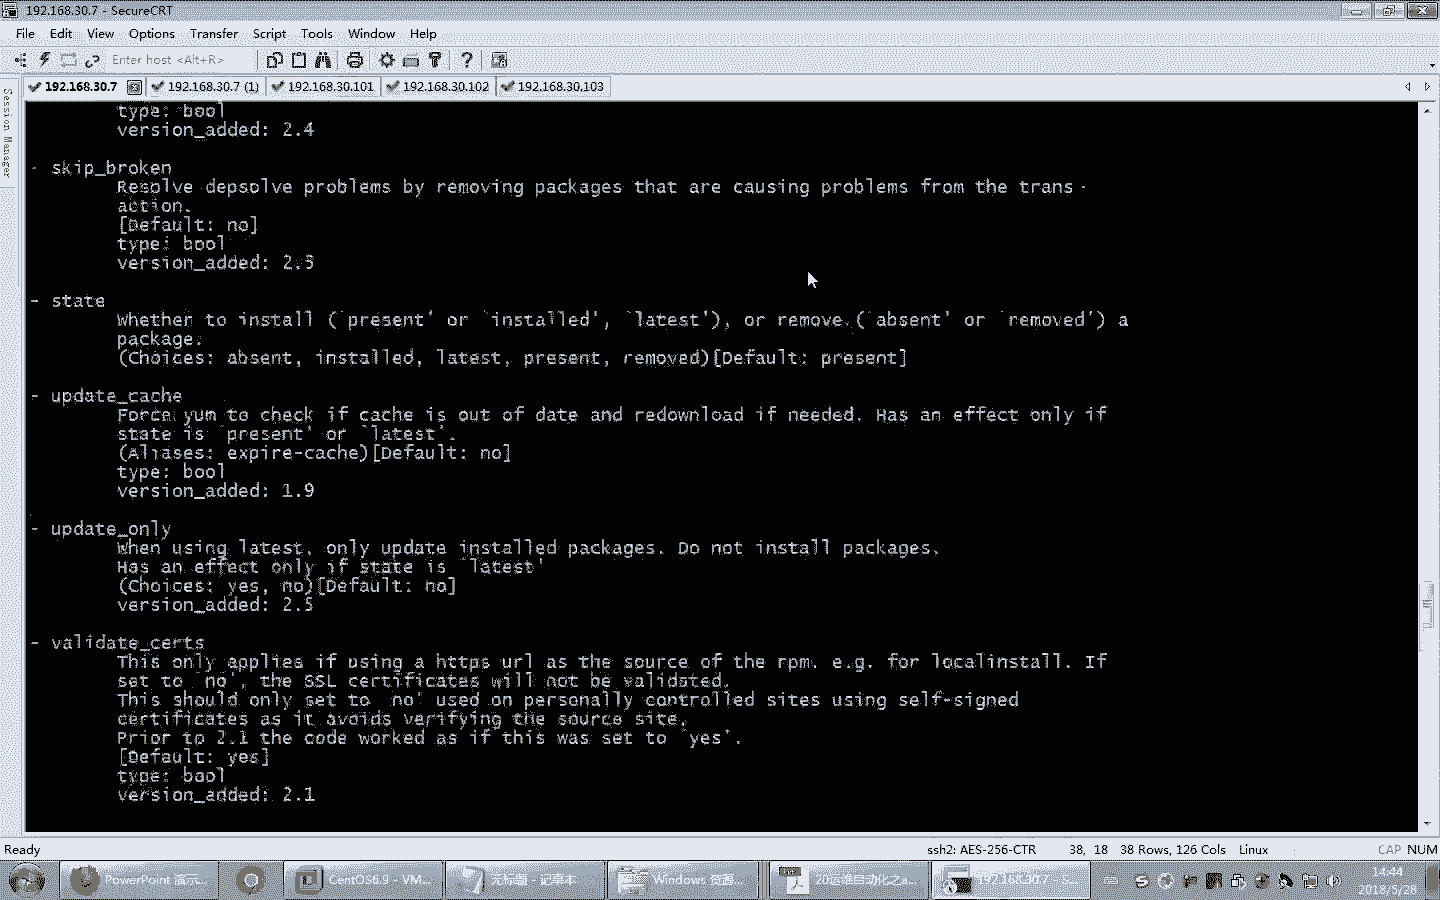 192.168.30.7 - SecureCRT
File Edit View Options Transfer Script Tools Window Help
Enter host <Alt+R>
192.168.30.7 192.168.30.7 (1) 192.168.30.101 192.168.30.102 192.168.30.103
Session Manager
type: bool
version_added: 2.4
- skip_broken
Resolve depsolve problems by removing packages that are causing problems from the trans-
action.
[Default: no]
type: bool
version_added: 2.5
- state
Whether to install (`present' or `installed', `latest'), or remove (`absent' or `removed') a
package.
(Choices: absent, installed, latest, present, removed)[Default: present]
- update_cache
Force yum to check if cache is out of date and redownload if needed. Has an effect only if
state is `present' or `latest'.
(Aliases: expire-cache)[Default: no]
type: bool
version_added: 1.9
- update_only
When using latest, only update installed packages. Do not install packages.
Has an effect only if state is `latest'
(Choices: yes, no)[Default: no]
version_added: 2.5
- validate_certs
This only applies if using a https url as the source of the rpm. e.g. for localinstall. If
set to `no', the SSL certificates will not be validated.
This should only set to `no' used on personally controlled sites using self-signed
certificates as it avoids verifying the source site.
Prior to 2.1 the code worked as if this was set to `yes'.
[Default: yes]
type: bool
version_added: 2.1
Ready ssh2: AES-256-CTR 38, 18 38 Rows, 126 Cols Linux CAP NUM
PowerPoint 演示... CentOS6.9 - VM... 无标题 - 记事本 Windows 资源... 20运维自动化之a... 192.168.30.7 - S... 14:44
2018/5/28